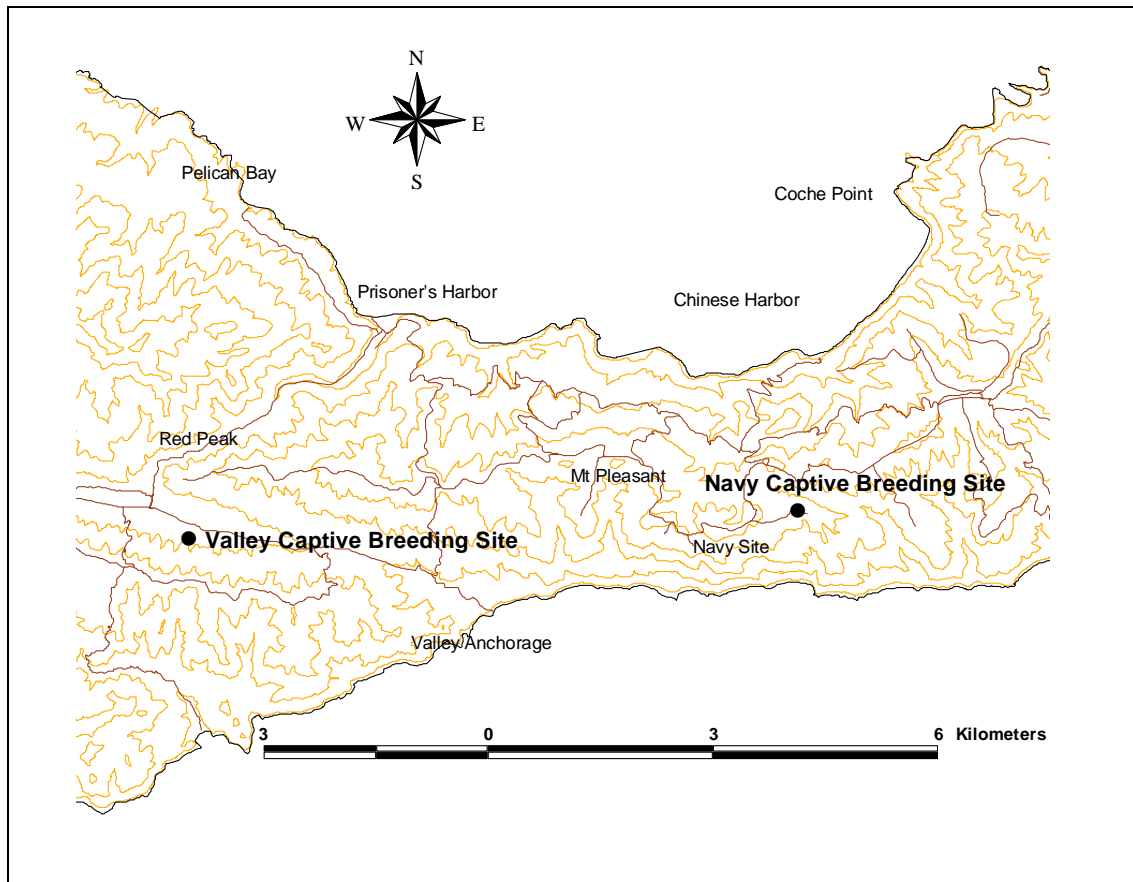 N
W E
S
Pelican Bay
Coche Point
Prisoner's Harbor
Chinese Harbor
Red Peak
Mt Pleasant
Navy Captive Breeding Site
Valley Captive Breeding Site
Navy Site
Valley Anchorage
3 0 3 6 Kilometers